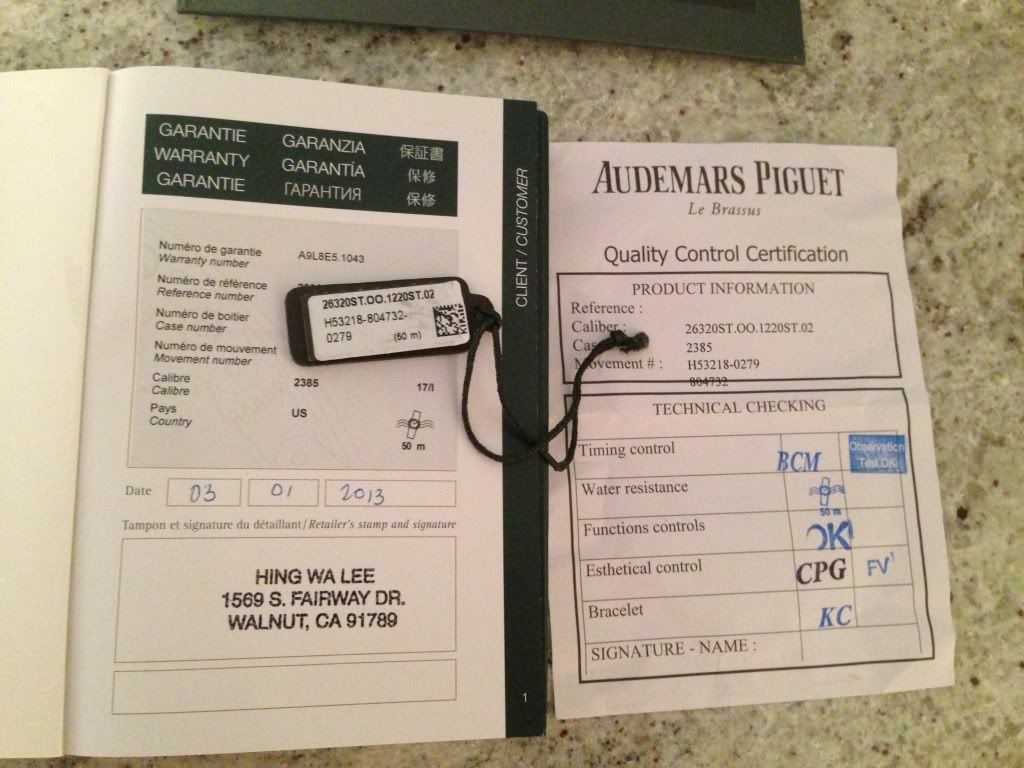 GARANTIE GARANZIA 保証書
WARRANTY GARANTÍA 保修
GARANTIE ГАРАНТИЯ 保修
CLIENT / CUSTOMER
Numéro de garantie
Warranty number
A9L8E5.1043
Numéro de référence
Reference number
Numéro de boitier
Case number
Numéro de mouvement
Movement number
Calibre
Calibre
2385 17/l
Pays
Country
US
50 m
26320ST.OO.1220ST.02
H53218-804732-
0279 (50 m)
Date 03 01 2013
Tampon et signature du détaillant / Retailer's stamp and signature
HING WA LEE
1569 S. FAIRWAY DR.
WALNUT, CA 91789
1
AUDEMARS PIGUET
Le Brassus
Quality Control Certification
PRODUCT INFORMATION
Reference :
Caliber : 26320ST.OO.1220ST.02
2385
Movement # : H53218-0279
804732
TECHNICAL CHECKING
Timing control BCM Observation
Test OK
Water resistance
50 m
Functions controls OK
Esthetical control CPG FV
Bracelet KC
SIGNATURE - NAME :